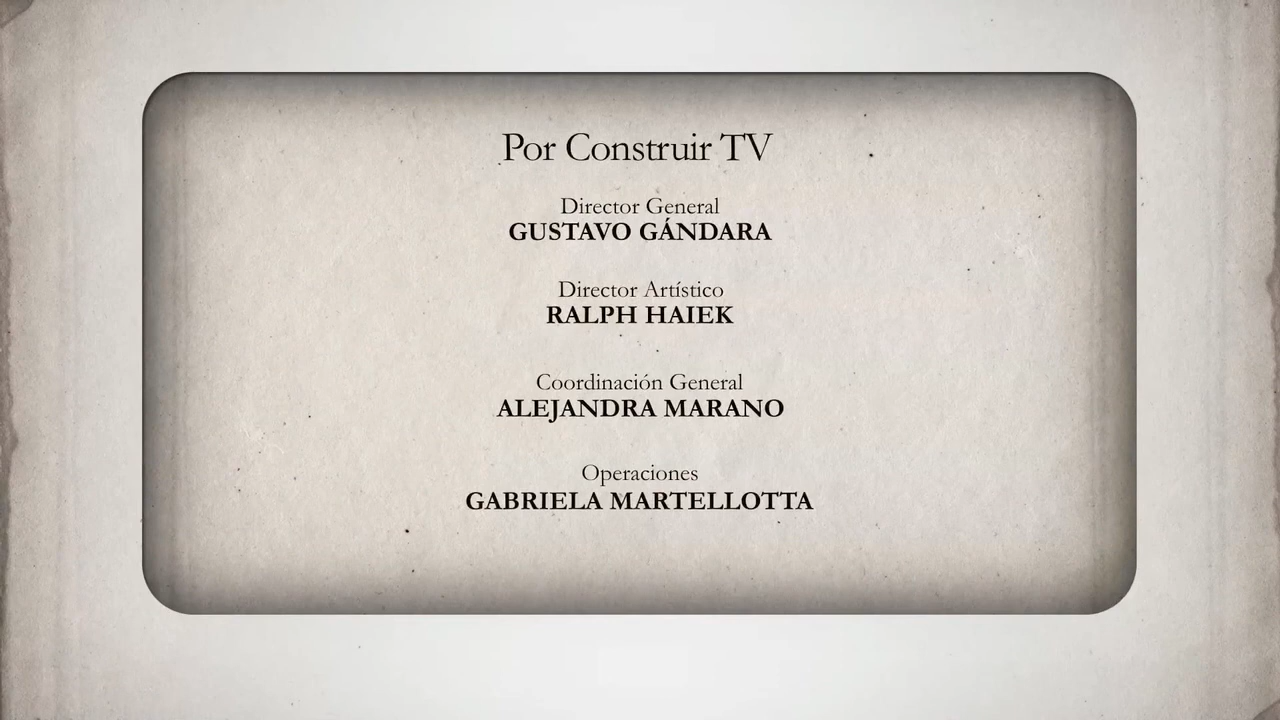 Por Construir TV
Director General
GUSTAVO GÁNDARA
Director Artístico
RALPH HAIEK
Coordinación General
ALEJANDRA MARANO
Operaciones
GABRIELA MARTELLOTTA